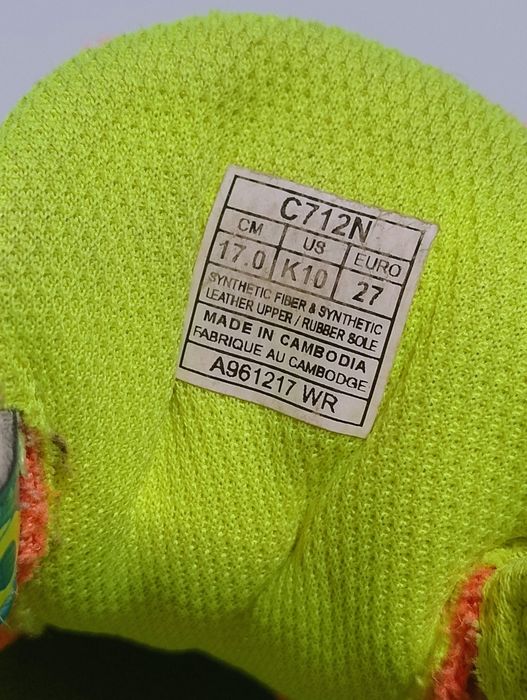 C712N
CM US EURO
17.0 K10 27
SYNTHETIC FIBER & SYNTHETIC
LEATHER UPPER / RUBBER SOLE
MADE IN CAMBODIA
FABRIQUE AU CAMBODGE
A961217 WR